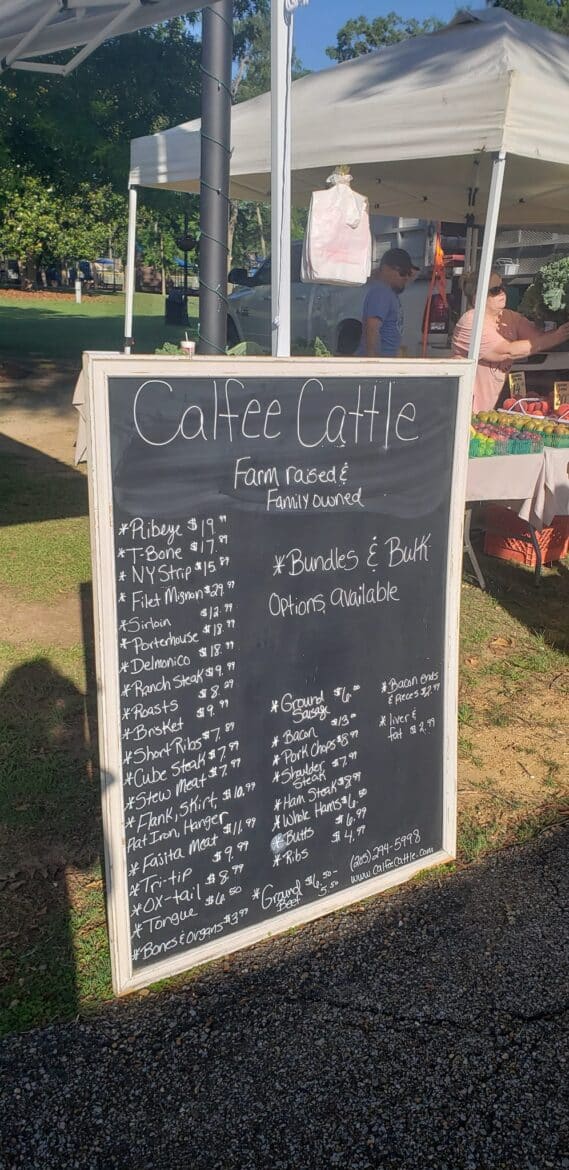 Calfee Cattle
Farm raised &
Family owned
*Ribeye $19.99
*T-Bone $17.99
*NY Strip $15.59
*Filet Mignon $29.99
*Sirloin $12.99
*Porterhouse $18.99
*Delmonico $18.99
*Ranch Steak $9.99
*Roasts $8.29
*Brisket $9.99
*Short Ribs $7.89
*Cube Steak $7.99
*Stew Meat $7.99
*Flank, Skirt, $10.99
Flat Iron, Hanger
*Fajita Meat $11.99
*Tri-tip $9.99
*OX-tail $8.99
*Tongue $6.50
*Bones & Organs $3.99
*Bundles & Bulk
Options available
*Ground $6.00
Sausage
*Bacon $13.00
*Pork Chops $8.99
*Shoulder $7.99
Steak
*Ham Steak $8.99
*Whole Hams $6.50
*Butts $6.99
*Ribs $4.99
*Ground $6.50-
Beef 5.50
*Bacon ends
& pieces $2.99
*liver &
fat $2.99
(205)294-5998
www.CalfeeCattle.com